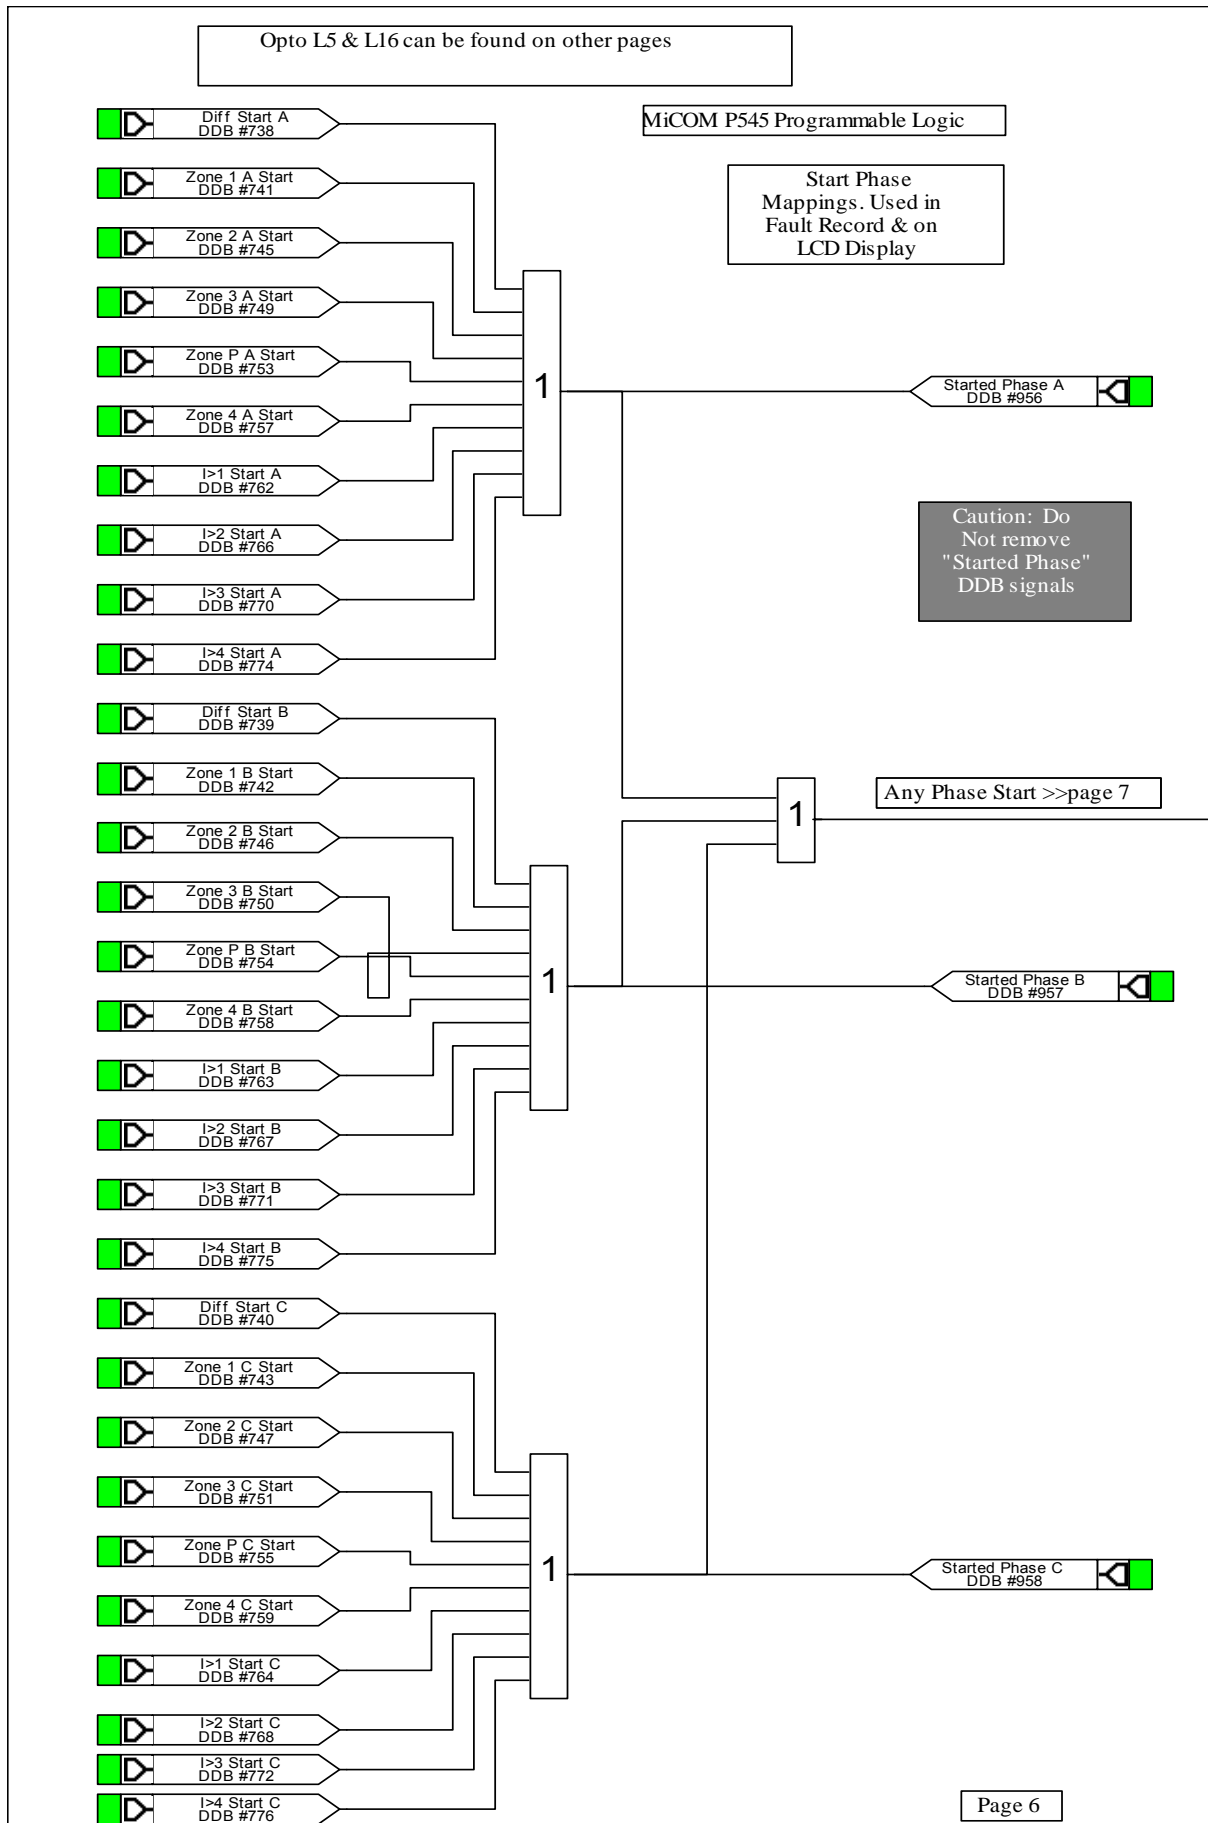 Opto L5 & L16 can be found on other pages
MiCOM P545 Programmable Logic
Start Phase
Mappings. Used in
Fault Record & on
LCD Display
Diff Start A
DDB #738
Zone 1 A Start
DDB #741
Zone 2 A Start
DDB #745
Zone 3 A Start
DDB #749
Zone P A Start
DDB #753
Zone 4 A Start
DDB #757
I>1 Start A
DDB #762
I>2 Start A
DDB #766
I>3 Start A
DDB #770
I>4 Start A
DDB #774
1
Started Phase A
DDB #956
Caution: Do
Not remove
"Started Phase"
DDB signals
Diff Start B
DDB #739
Zone 1 B Start
DDB #742
Zone 2 B Start
DDB #746
Zone 3 B Start
DDB #750
Zone P B Start
DDB #754
Zone 4 B Start
DDB #758
I>1 Start B
DDB #763
I>2 Start B
DDB #767
I>3 Start B
DDB #771
I>4 Start B
DDB #775
1
1
Any Phase Start >>page 7
Started Phase B
DDB #957
Diff Start C
DDB #740
Zone 1 C Start
DDB #743
Zone 2 C Start
DDB #747
Zone 3 C Start
DDB #751
Zone P C Start
DDB #755
Zone 4 C Start
DDB #759
I>1 Start C
DDB #764
I>2 Start C
DDB #768
I>3 Start C
DDB #772
I>4 Start C
DDB #776
1
Started Phase C
DDB #958
Page 6